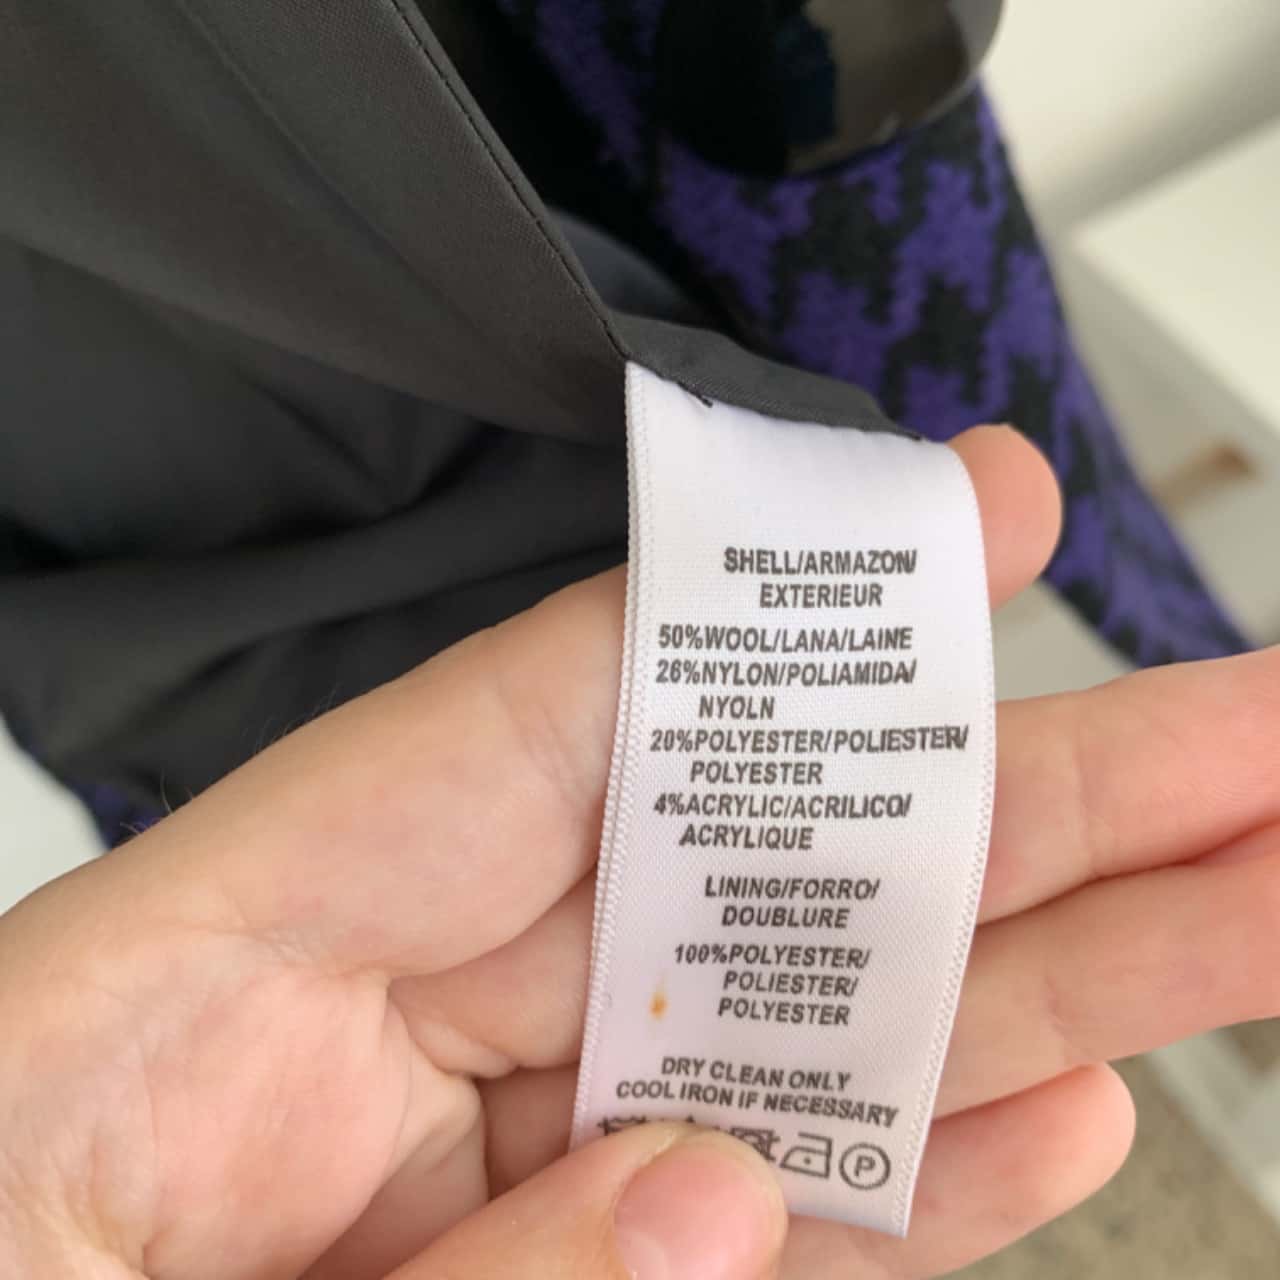 SHELL/ARMAZON/
EXTERIEUR
50%WOOL/LANA/LAINE
26%NYLON/POLIAMIDA/
NYOLN
20%POLYESTER/POLIESTER/
POLYESTER
4%ACRYLIC/ACRILICO/
ACRYLIQUE
LINING/FORRO/
DOUBLURE
100%POLYESTER/
POLIESTER/
POLYESTER
DRY CLEAN ONLY
COOL IRON IF NECESSARY
P